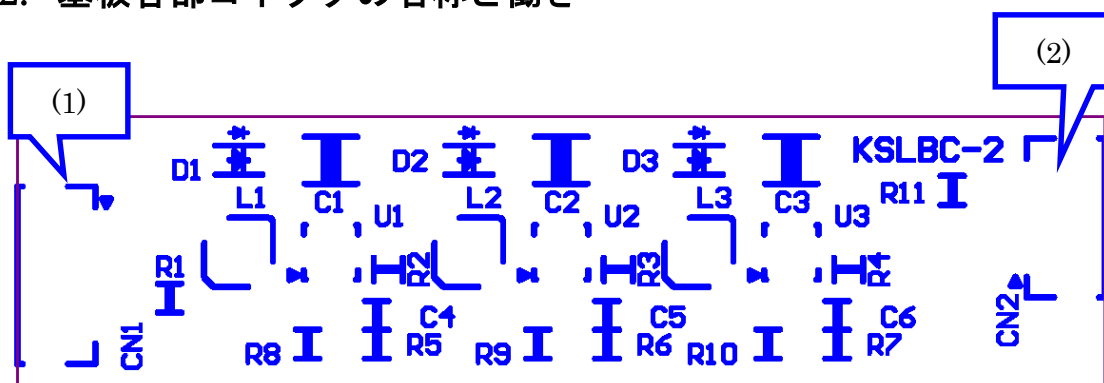 (1)
(2)
D1
D2
D3
KSLBC-2
L1
C1
L2
C2
L3
C3
R11
U1
U2
U3
R1
R2
R3
R4
CN1
CN2
C4
C5
C6
R8
R5
R9
R6
R10
R7